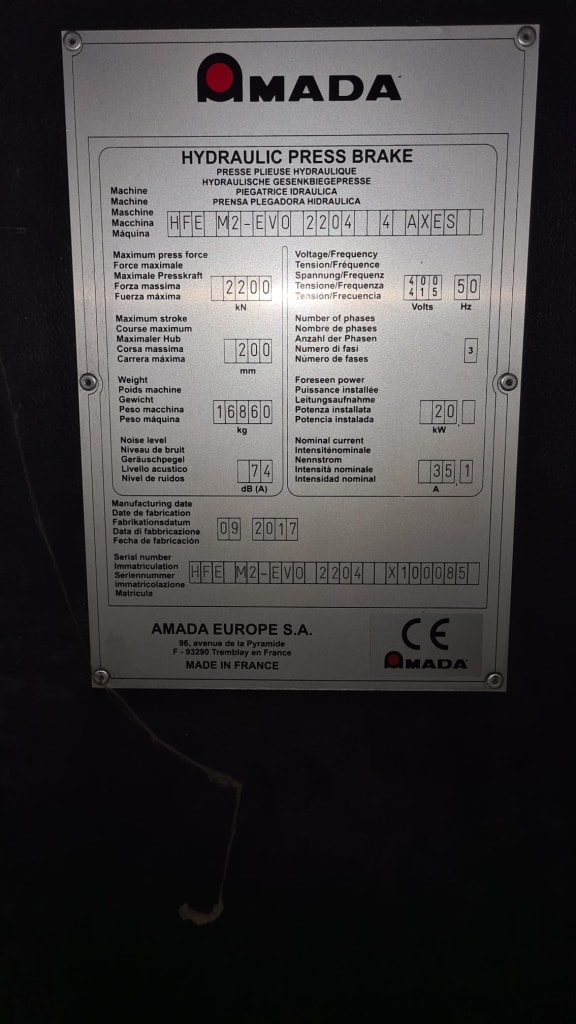 AMADA
HYDRAULIC PRESS BRAKE
PRESSE PLIEUSE HYDRAULIQUE
HYDRAULISCHE GESENKBIEGEPRESSE
PIEGATRICE IDRAULICA
PRENSA PLEGADORA HIDRAULICA
Machine
Machine
Maschine
Macchina
Máquina
HFE M2-EVO 2204 4 AXES
Maximum press force
Force maximale
Maximale Presskraft
Forza massima
Fuerza máxima
2200
kN
Voltage/Frequency
Tension/Fréquence
Spannung/Frequenz
Tensione/Frequenza
Tensión/Frecuencia
400
415
Volts
50
Hz
Maximum stroke
Course maximum
Maximaler Hub
Corsa massima
Carrera máxima
200
mm
Number of phases
Nombre de phases
Anzahl der Phasen
Numero di fasi
Número de fases
3
Weight
Poids machine
Gewicht
Peso macchina
Peso máquina
16860
kg
Foreseen power
Puissance installée
Leitungsaufnahme
Potenza installata
Potencia instalada
20
kW
Noise level
Niveau de bruit
Geräuschpegel
Livello acustico
Nivel de ruidos
74
dB (A)
Nominal current
Intensiténominale
Nennstrom
Intensità nominale
Intensidad nominal
35,1
A
Manufacturing date
Date de fabrication
Fabrikationsdatum
Data di fabbricazione
Fecha de fabricación
09 2017
Serial number
Immatriculation
Seriennummer
immatricolazione
Matricula
HFE M2-EVO 2204 X100085
AMADA EUROPE S.A.
96, avenue de la Pyramide
F - 93290 Tremblay en France
MADE IN FRANCE
CE
AMADA